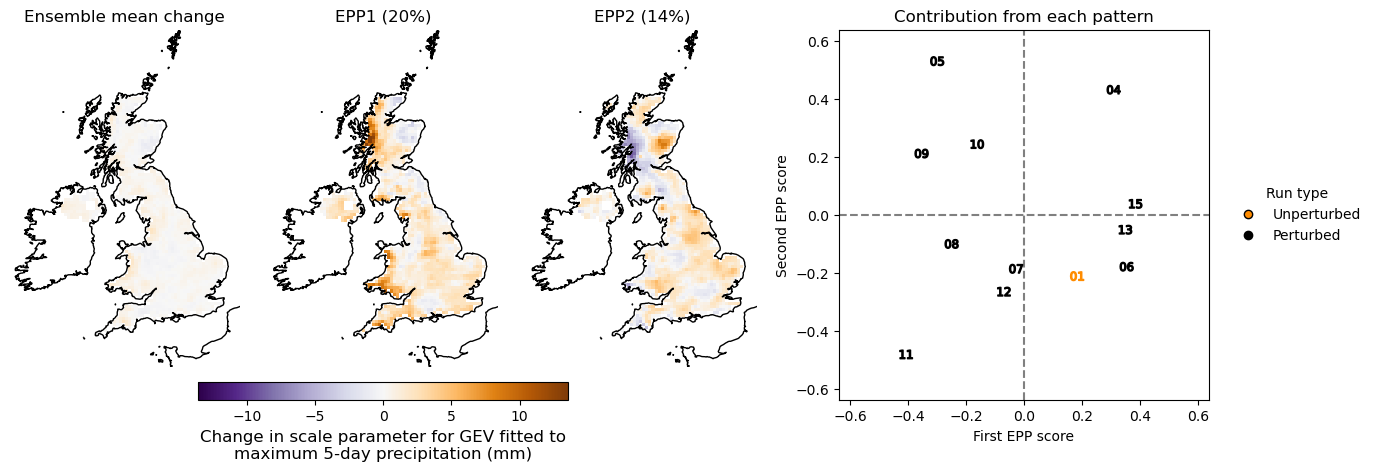 Ensemble mean change
EPP1 (20%)
EPP2 (14%)
Contribution from each pattern
0.6
0.4
0.2
0.0
−0.2
−0.4
−0.6
Second EPP score
05
04
10
09
15
13
08
07
06
01
12
11
−0.6
−0.4
−0.2
0.0
0.2
0.4
0.6
First EPP score
Run type
Unperturbed
Perturbed
−10
−5
0
5
10
Change in scale parameter for GEV fitted to
maximum 5-day precipitation (mm)